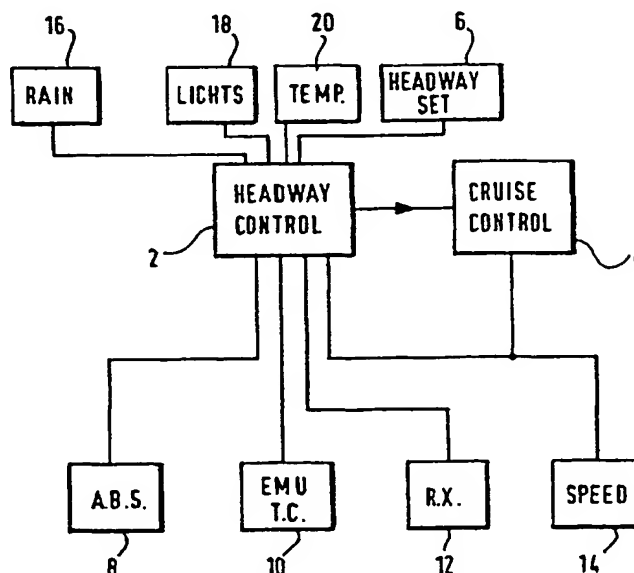 16
18
20
6
RAIN
LIGHTS
TEMP.
HEADWAY
SET
HEADWAY
CONTROL
CRUISE
CONTROL
2
A.B.S.
EMU
T.C.
R.X.
SPEED
8
10
12
14